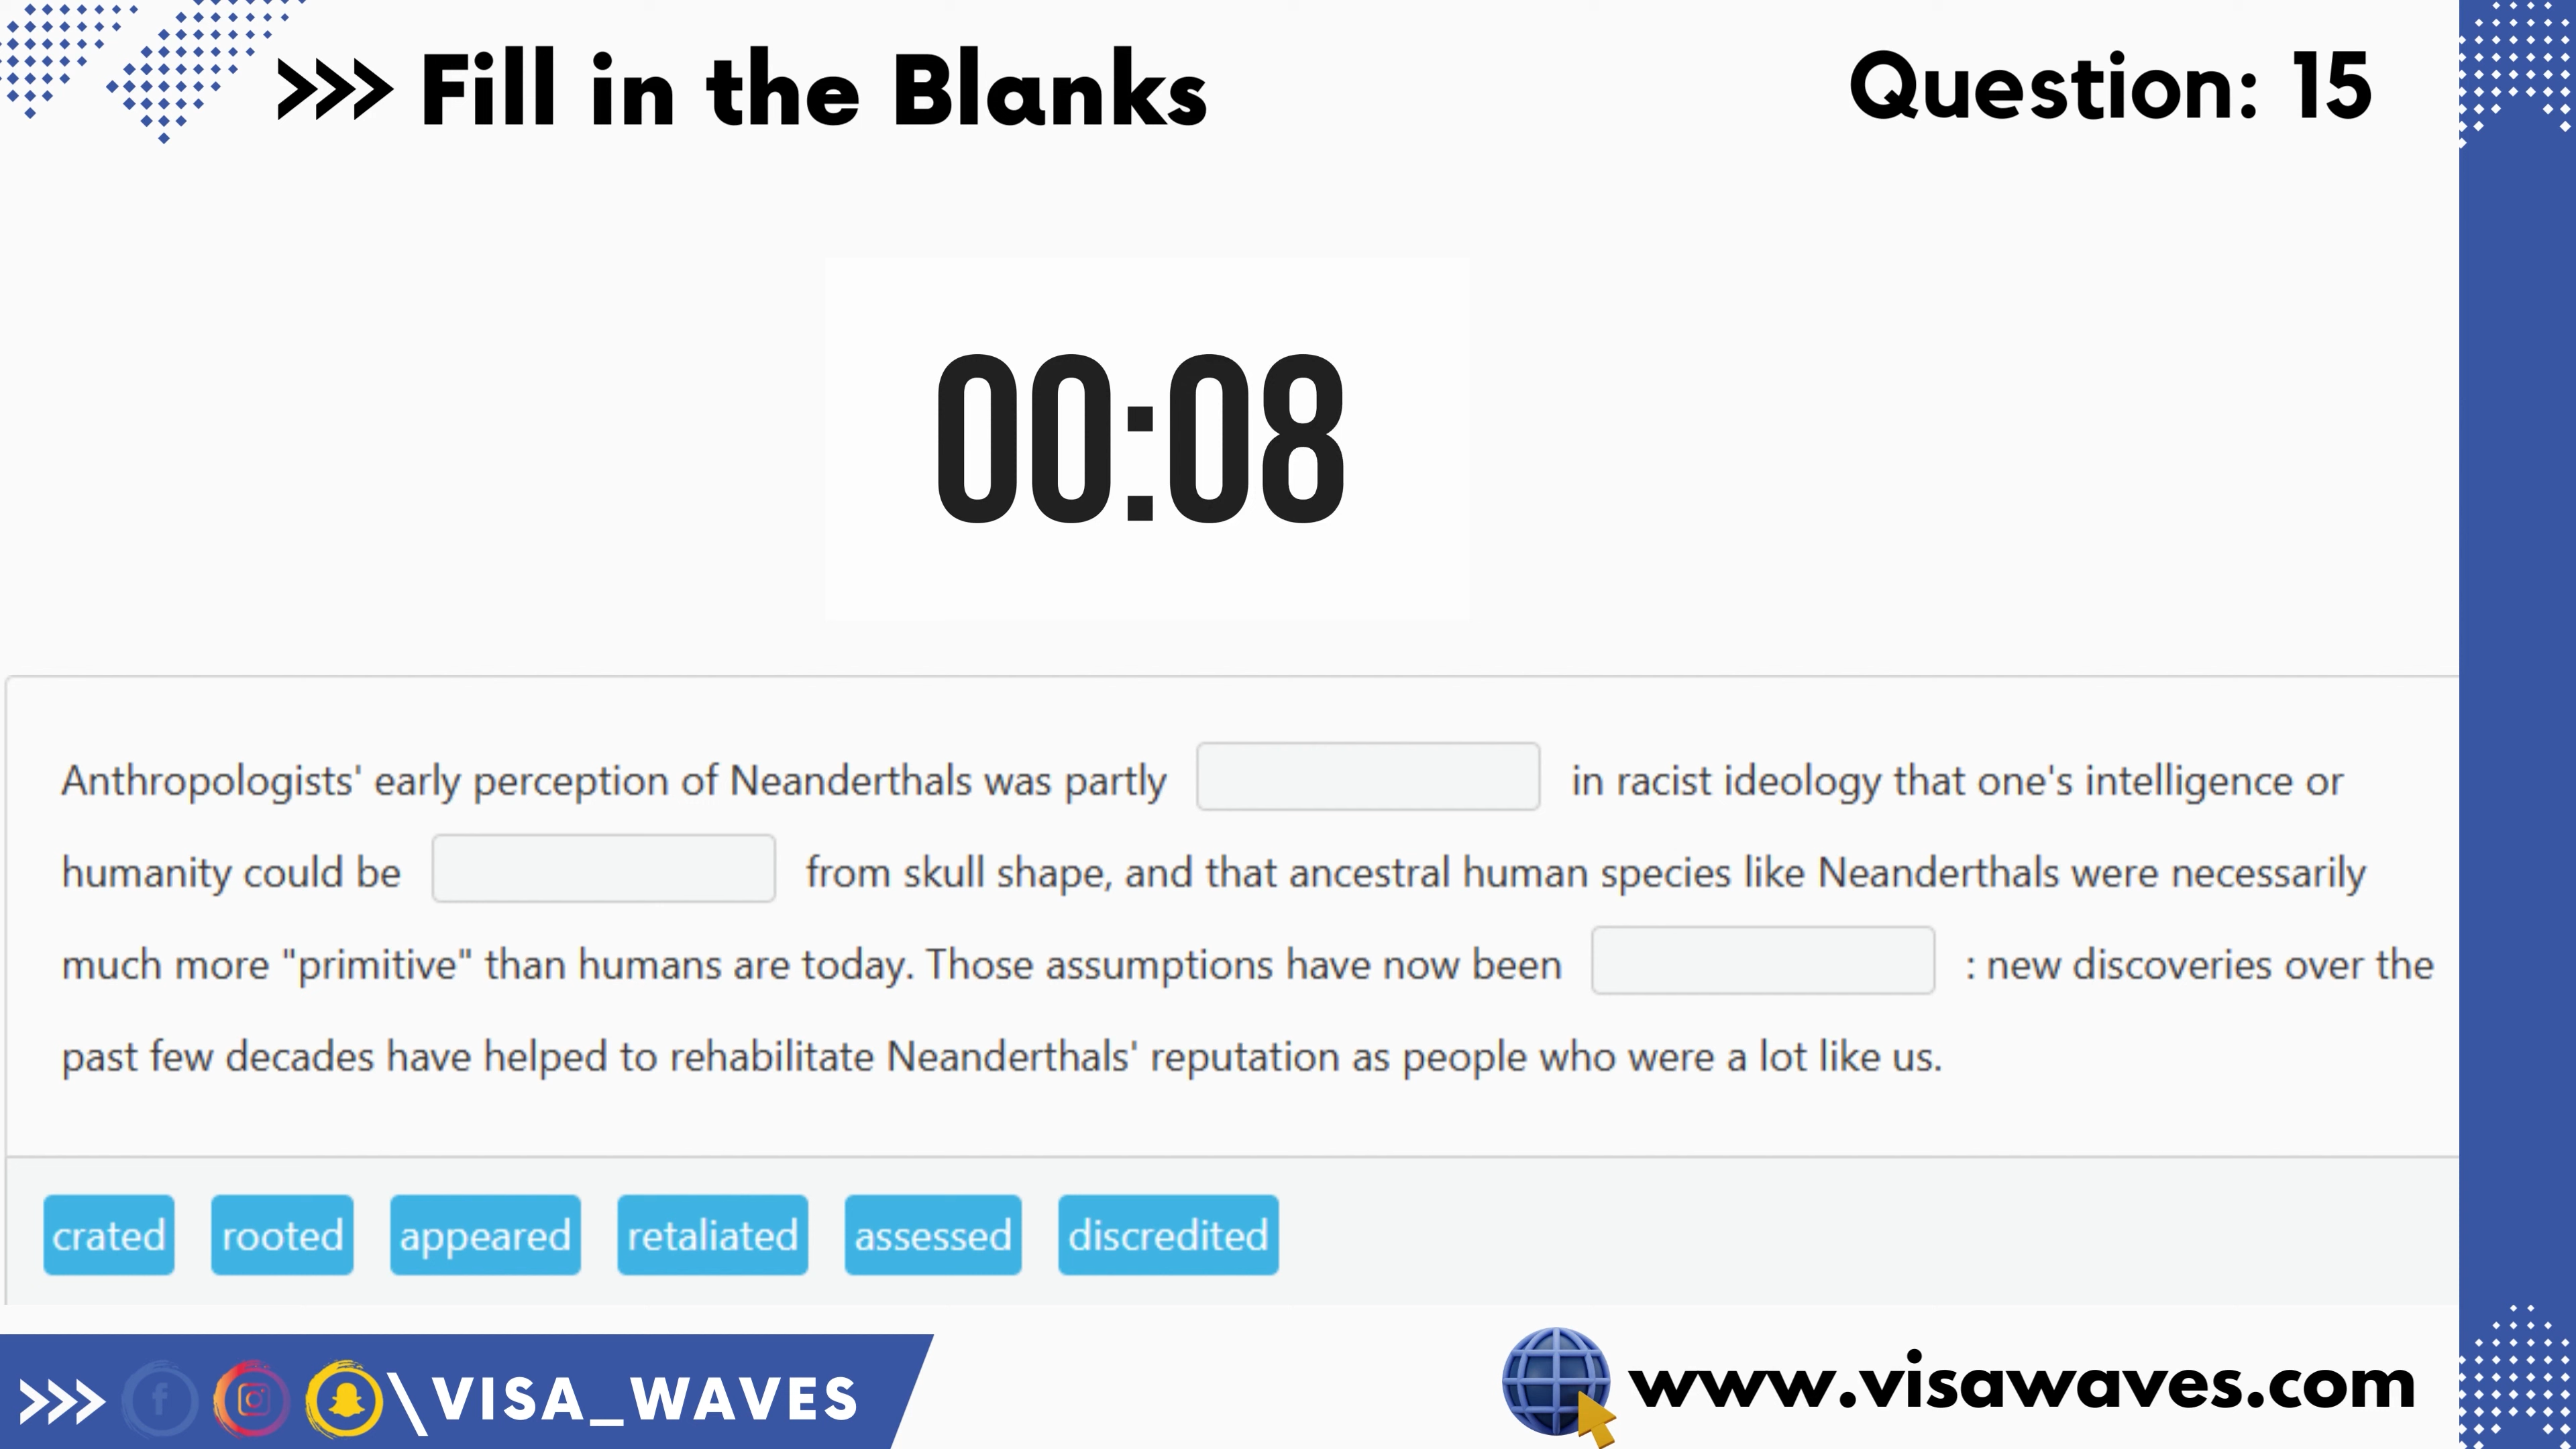 >>> Fill in the Blanks
Question: 15
00:08
Anthropologists' early perception of Neanderthals was partly in racist ideology that one's intelligence or
humanity could be from skull shape, and that ancestral human species like Neanderthals were necessarily
much more "primitive" than humans are today. Those assumptions have now been : new discoveries over the
past few decades have helped to rehabilitate Neanderthals' reputation as people who were a lot like us.
crated rooted appeared retaliated assessed discredited
>>> f \VISA_WAVES
www.visawaves.com